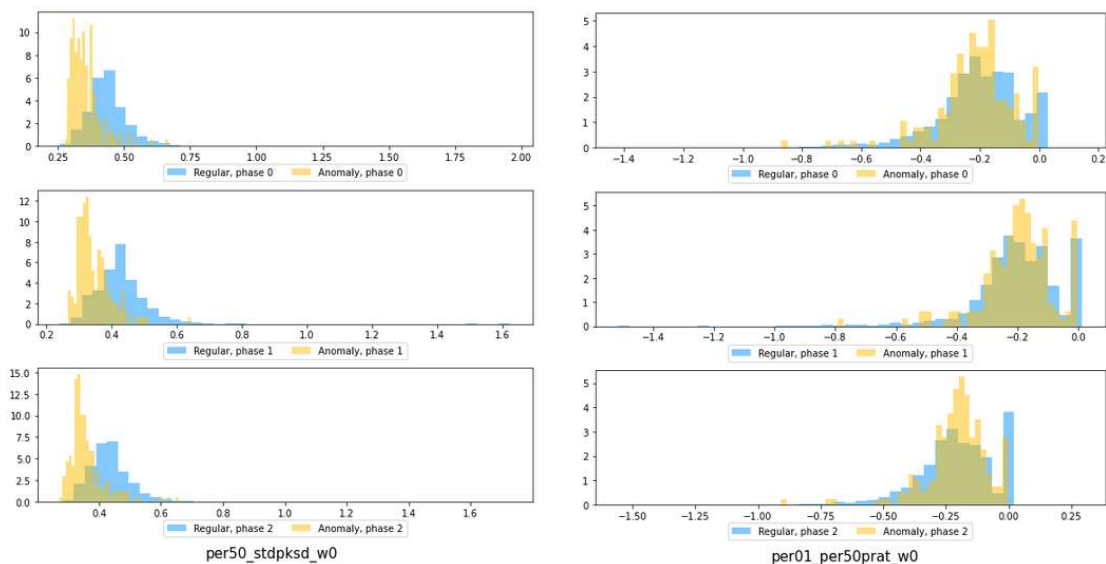 10
8
6
4
2
0
0.25 0.50 0.75 1.00 1.25 1.50 1.75 2.00
Regular, phase 0 Anomaly, phase 0
12
10
8
6
4
2
0
0.2 0.4 0.6 0.8 1.0 1.2 1.4 1.6
Regular, phase 1 Anomaly, phase 1
15.0
12.5
10.0
7.5
5.0
2.5
0.0
0.4 0.6 0.8 1.0 1.2 1.4 1.6
Regular, phase 2 Anomaly, phase 2
per50_stdpksd_w0
5
4
3
2
1
0
−1.4 −1.2 −1.0 −0.8 −0.6 −0.4 −0.2 0.0 0.2
Regular, phase 0 Anomaly, phase 0
5
4
3
2
1
0
−1.4 −1.2 −1.0 −0.8 −0.6 −0.4 −0.2 0.0
Regular, phase 1 Anomaly, phase 1
5
4
3
2
1
0
−1.50 −1.25 −1.00 −0.75 −0.50 −0.25 0.00 0.25
Regular, phase 2 Anomaly, phase 2
per01_per50prat_w0